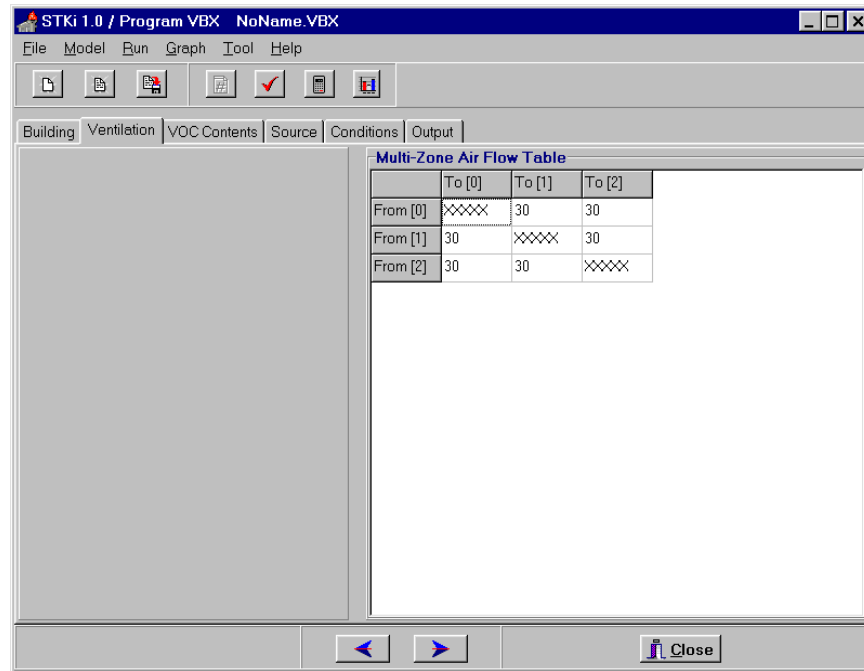 STKi 1.0 / Program VBX NoName.VBX
File Model Run Graph Tool Help
Building Ventilation VOC Contents Source Conditions Output
Multi-Zone Air Flow Table
To [0] To [1] To [2]
From [0] XXXXX 30 30
From [1] 30 XXXXX 30
From [2] 30 30 XXXXX
Close